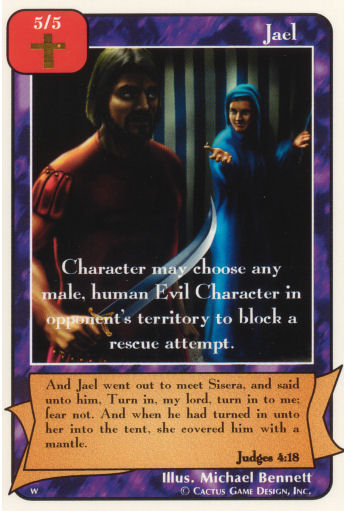 5/5
Jael
Character may choose any
male, human Evil Character in
opponent's territory to block a
rescue attempt.
And Jael went out to meet Sisera, and said
unto him, Turn in, my lord, turn in to me;
fear not. And when he had turned in unto
her into the tent, she covered him with a
mantle.
Judges 4:18
Illus. Michael Bennett
W
© Cactus Game Design, Inc.